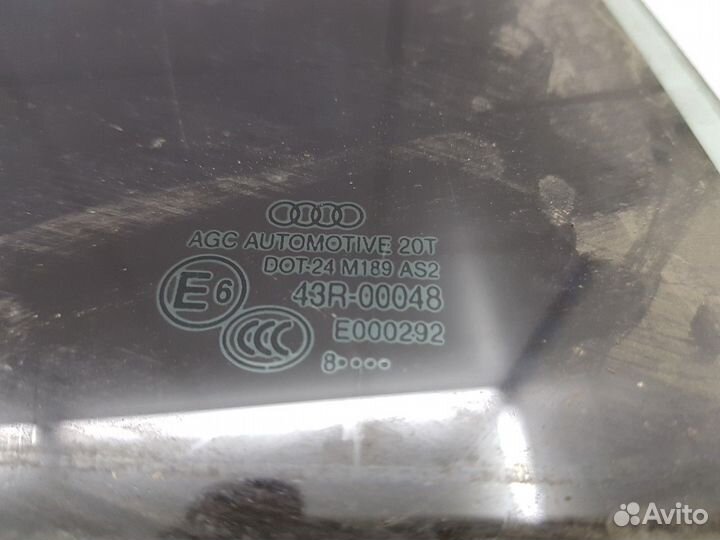 AGC AUTOMOTIVE 20T
DOT-24 M189 AS2
E6 43R-00048
CCC E000292
8••••
Avito